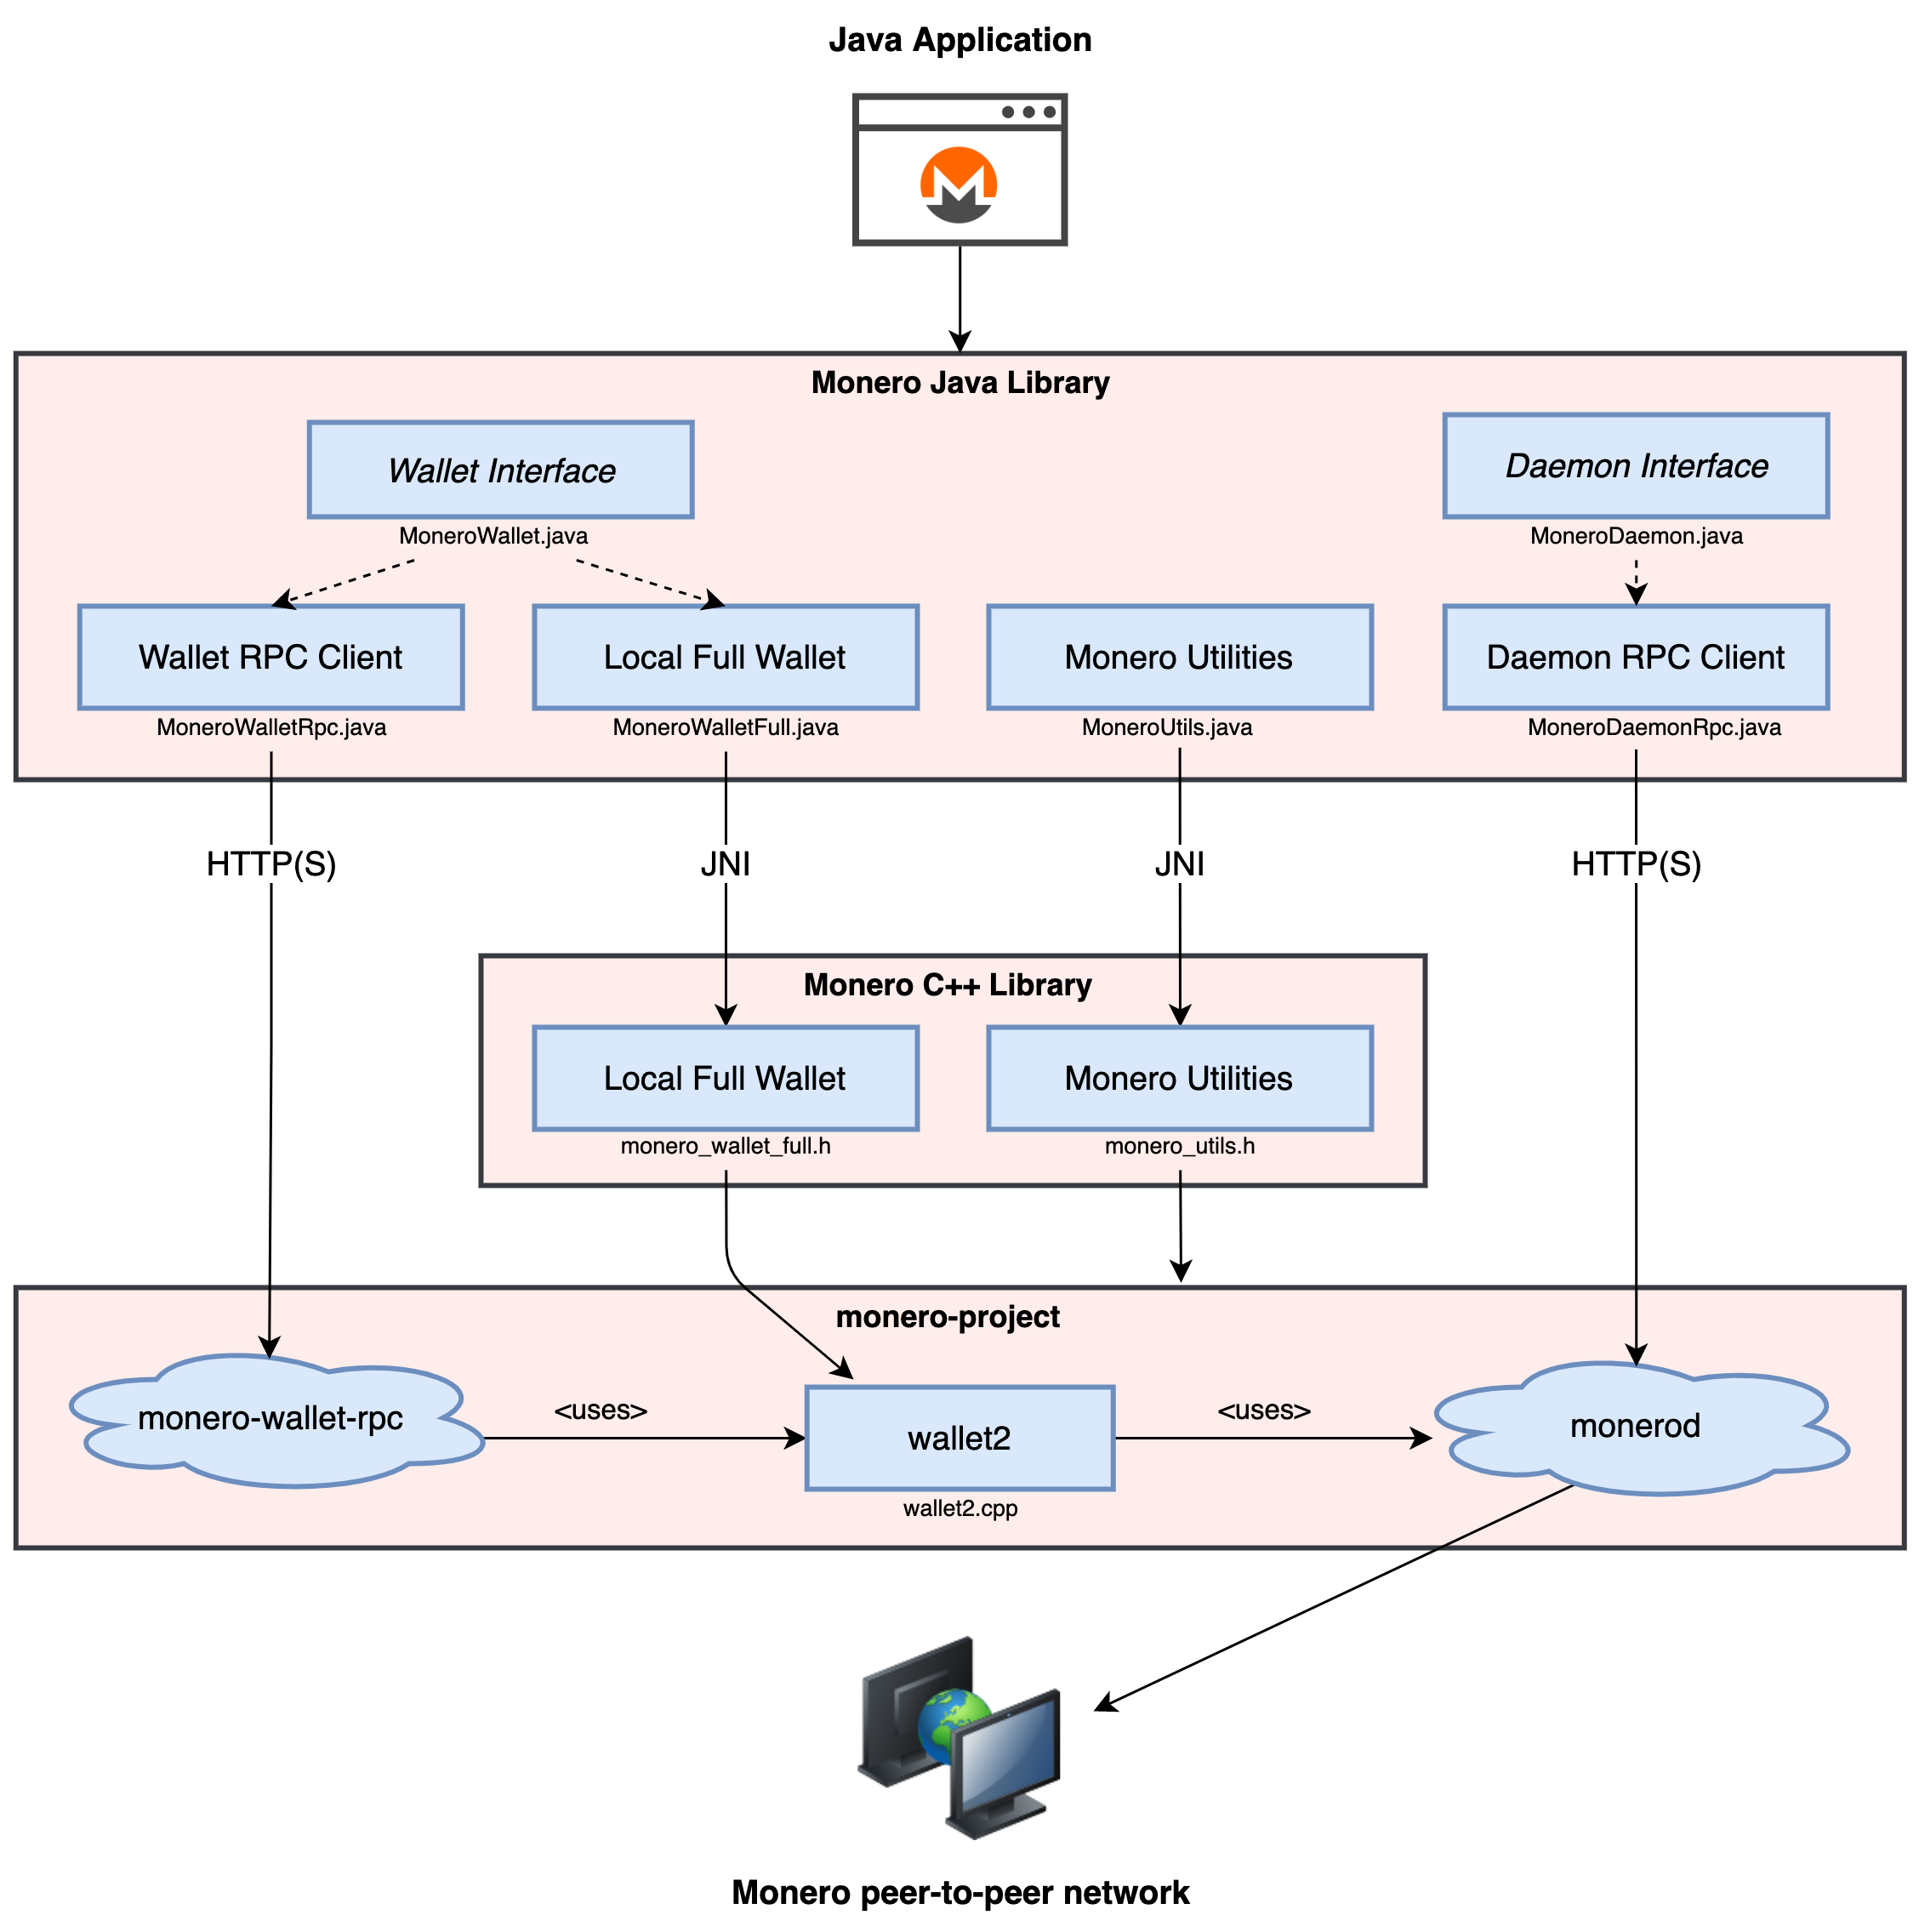 Java Application
Monero Java Library
Wallet Interface
MoneroWallet.java
Daemon Interface
MoneroDaemon.java
Wallet RPC Client
MoneroWalletRpc.java
Local Full Wallet
MoneroWalletFull.java
Monero Utilities
MoneroUtils.java
Daemon RPC Client
MoneroDaemonRpc.java
HTTP(S)
JNI
JNI
HTTP(S)
Monero C++ Library
Local Full Wallet
monero_wallet_full.h
Monero Utilities
monero_utils.h
monero-project
monero-wallet-rpc
<uses>
wallet2
wallet2.cpp
<uses>
monerod
Monero peer-to-peer network